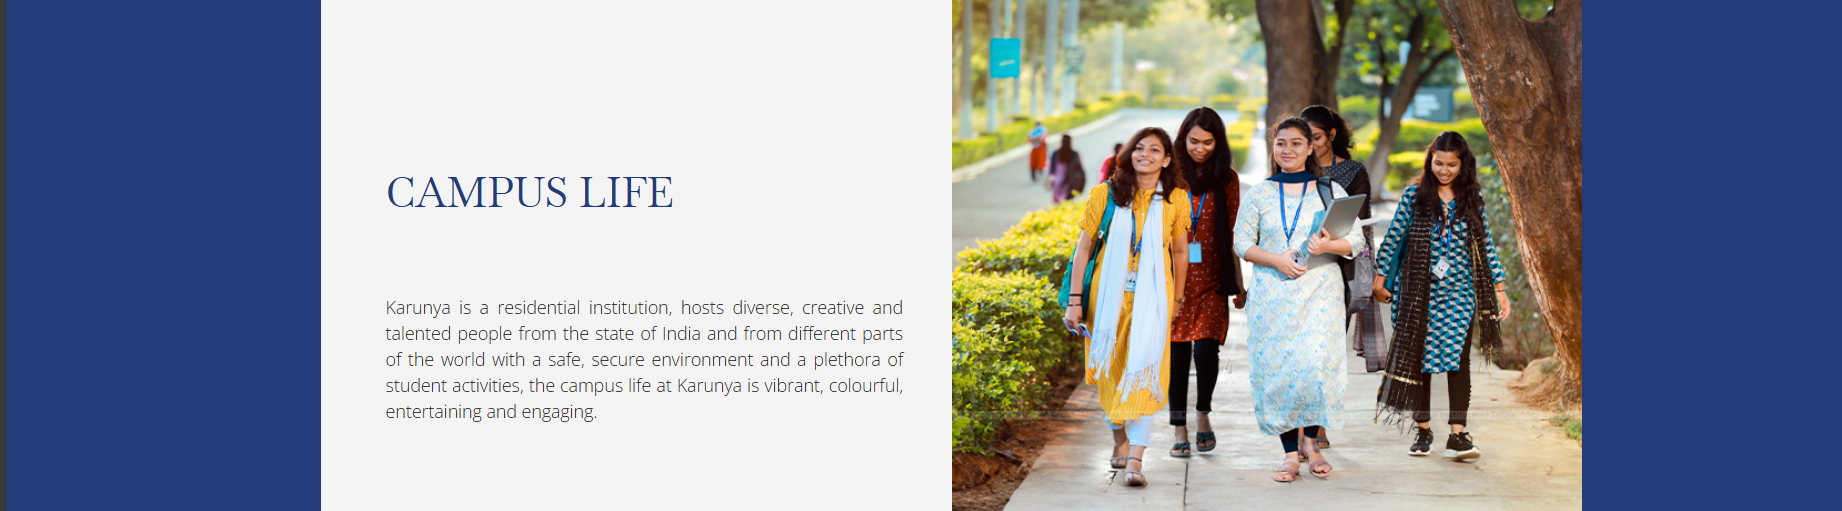 CAMPUS LIFE
Karunya is a residential institution, hosts diverse, creative and
talented people from the state of India and from different parts
of the world with a safe, secure environment and a plethora of
student activities, the campus life at Karunya is vibrant, colourful,
entertaining and engaging.